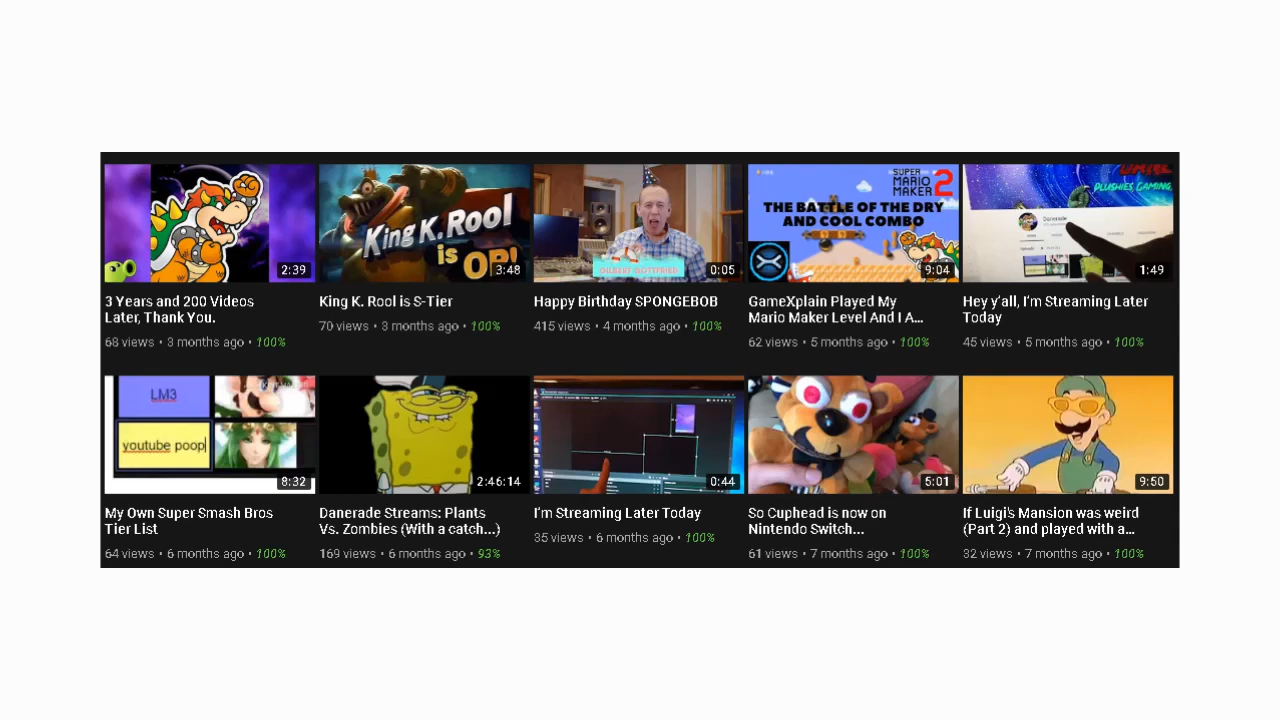 2:39
King K. Rool
is OP!
3:48
GILBERT GOTTFRIED
0:05
SUPER
MARIO
MAKER 2
THE BATTLE OF THE DRY
AND COOL COMBO
9:04
PLUSHIES GAMING,
Danerade
1:49
3 Years and 200 Videos
Later, Thank You.
68 views • 3 months ago • 100%
King K. Rool is S-Tier
70 views • 3 months ago • 100%
Happy Birthday SPONGEBOB
415 views • 4 months ago • 100%
GameXplain Played My
Mario Maker Level And I A...
62 views • 5 months ago • 100%
Hey y'all, I'm Streaming Later
Today
45 views • 5 months ago • 100%
LM3
youtube poop
8:32
2:46:14
0:44
5:01
9:50
My Own Super Smash Bros
Tier List
64 views • 6 months ago • 100%
Danerade Streams: Plants
Vs. Zombies (With a catch...)
169 views • 6 months ago • 93%
I'm Streaming Later Today
35 views • 6 months ago • 100%
So Cuphead is now on
Nintendo Switch...
61 views • 7 months ago • 100%
If Luigi's Mansion was weird
(Part 2) and played with a...
32 views • 7 months ago • 100%